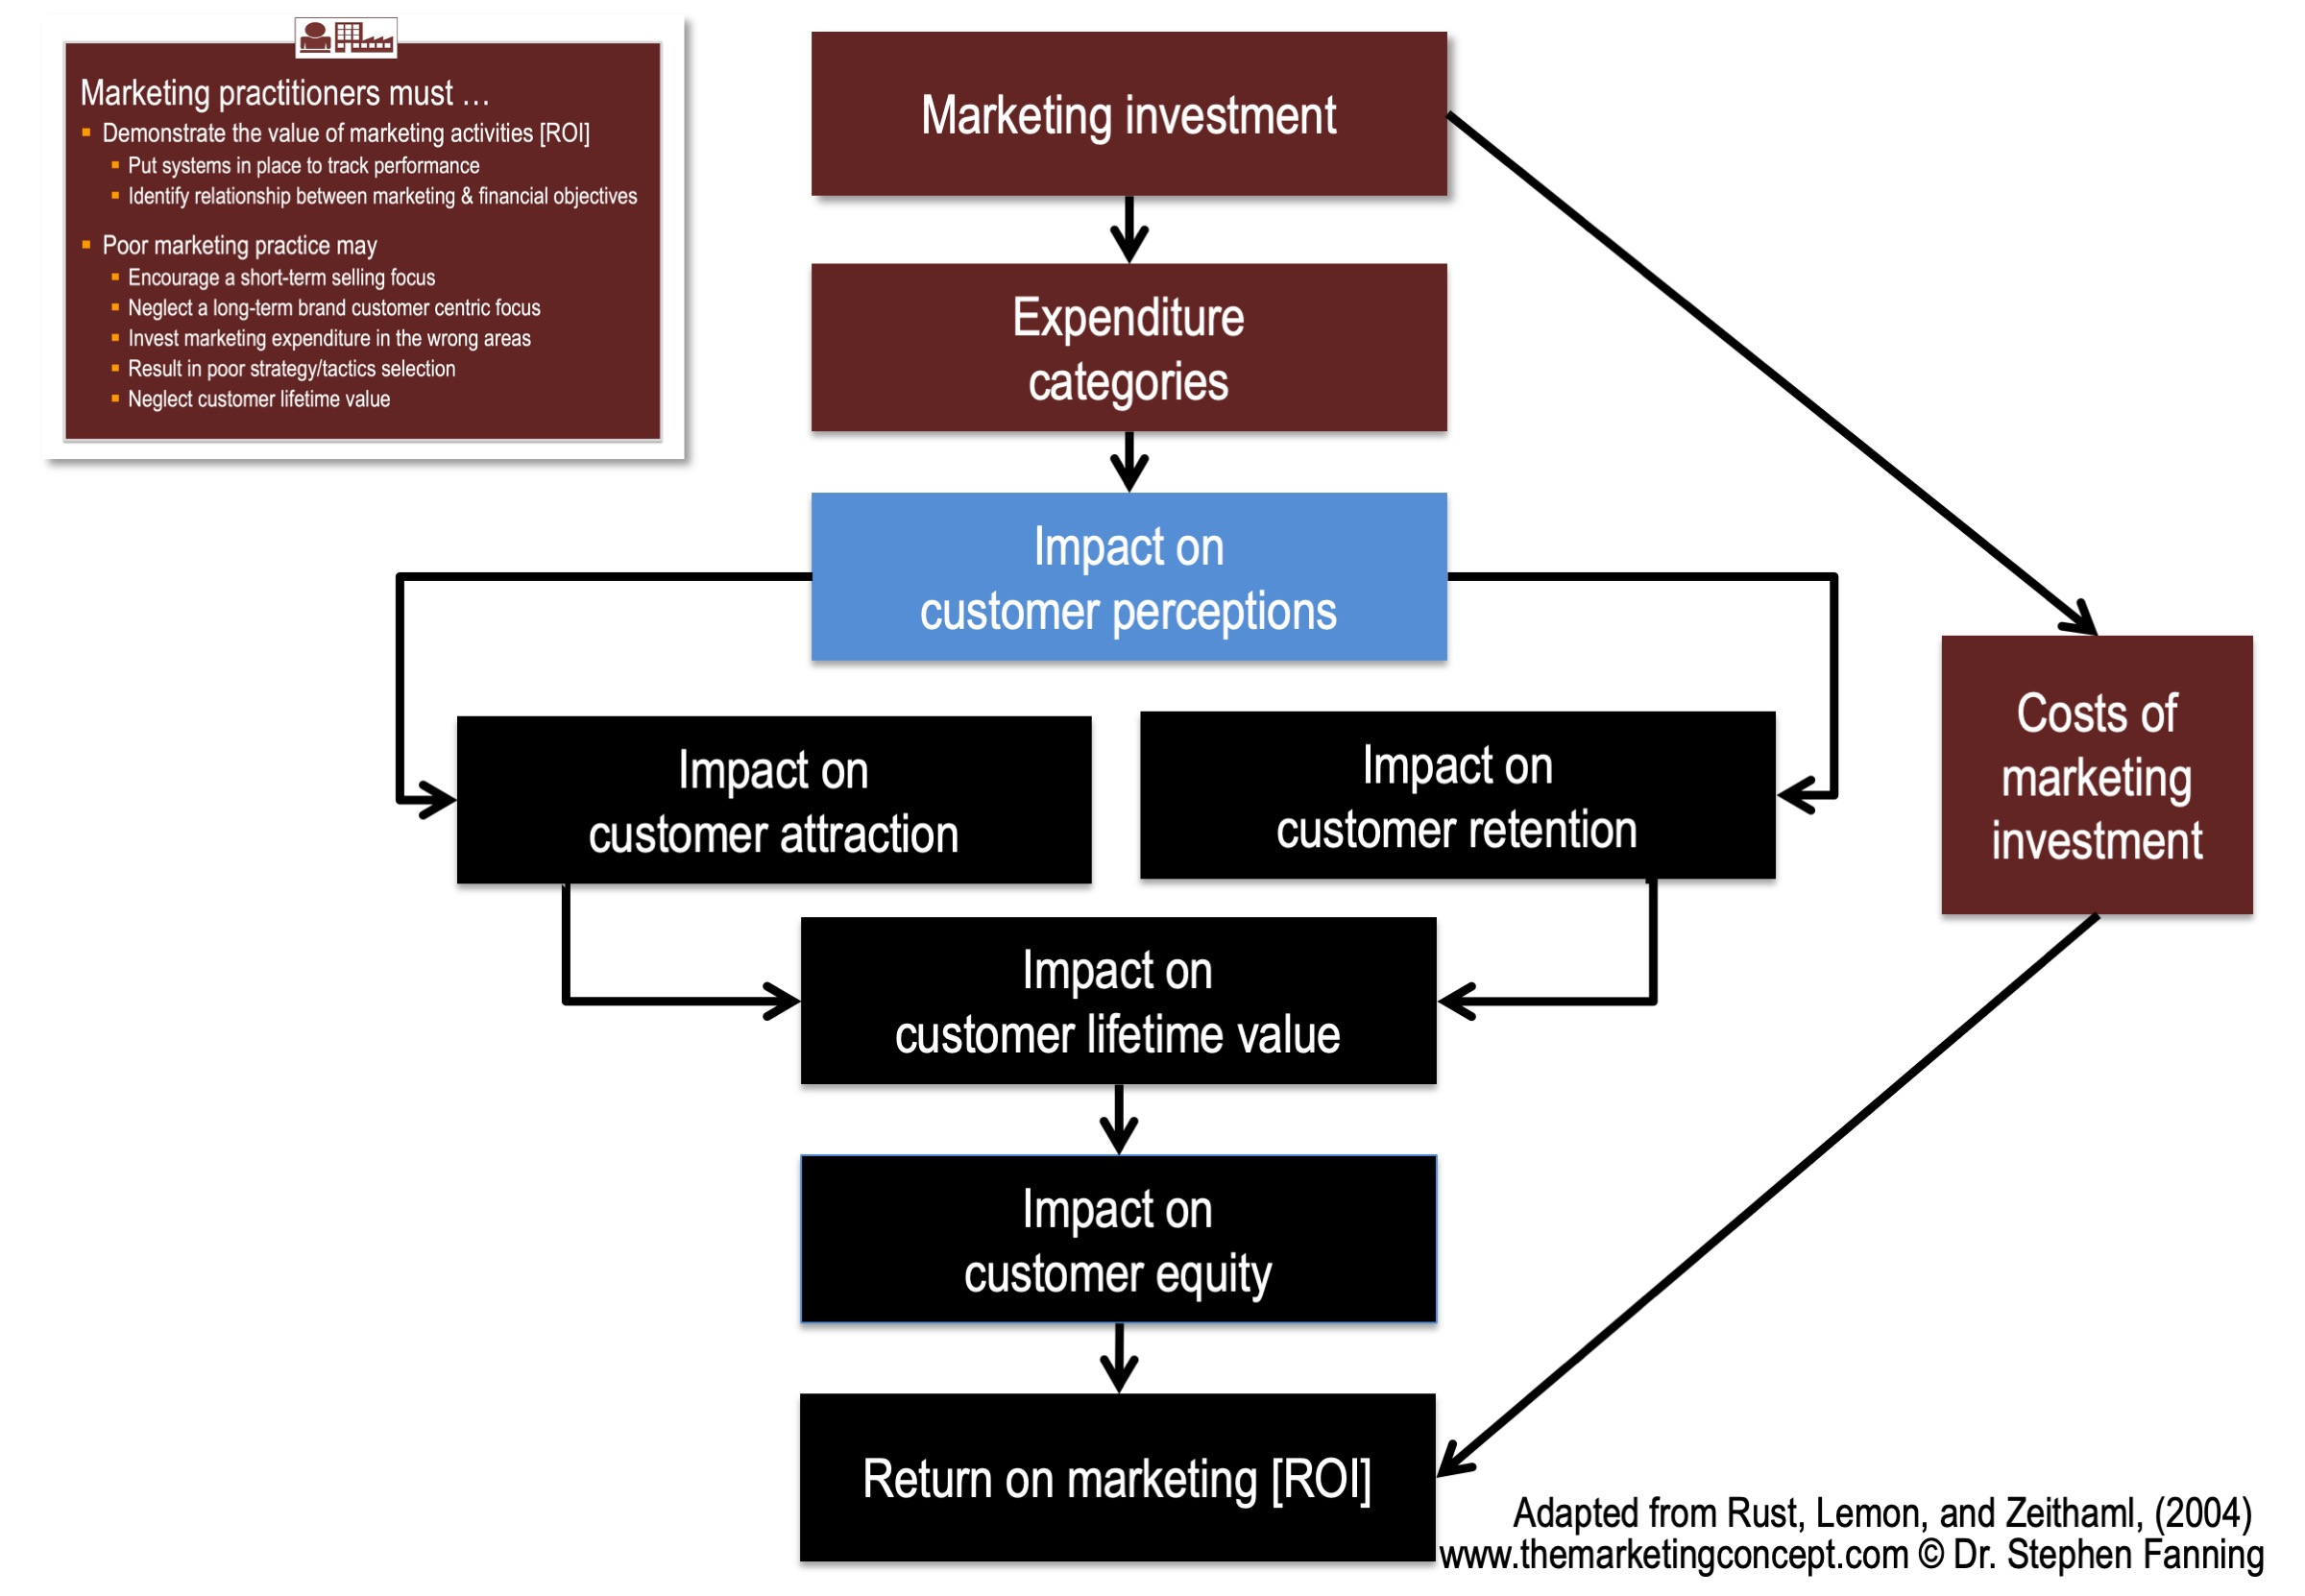 Marketing practitioners must …
Demonstrate the value of marketing activities [ROI]
Put systems in place to track performance
Identify relationship between marketing & financial objectives
Poor marketing practice may
Encourage a short-term selling focus
Neglect a long-term brand customer centric focus
Invest marketing expenditure in the wrong areas
Result in poor strategy/tactics selection
Neglect customer lifetime value
Marketing investment
Expenditure
categories
Impact on
customer perceptions
Impact on
customer attraction
Impact on
customer retention
Costs of
marketing
investment
Impact on
customer lifetime value
Impact on
customer equity
Return on marketing [ROI]
Adapted from Rust, Lemon, and Zeithaml, (2004)
www.themarketingconcept.com © Dr. Stephen Fanning